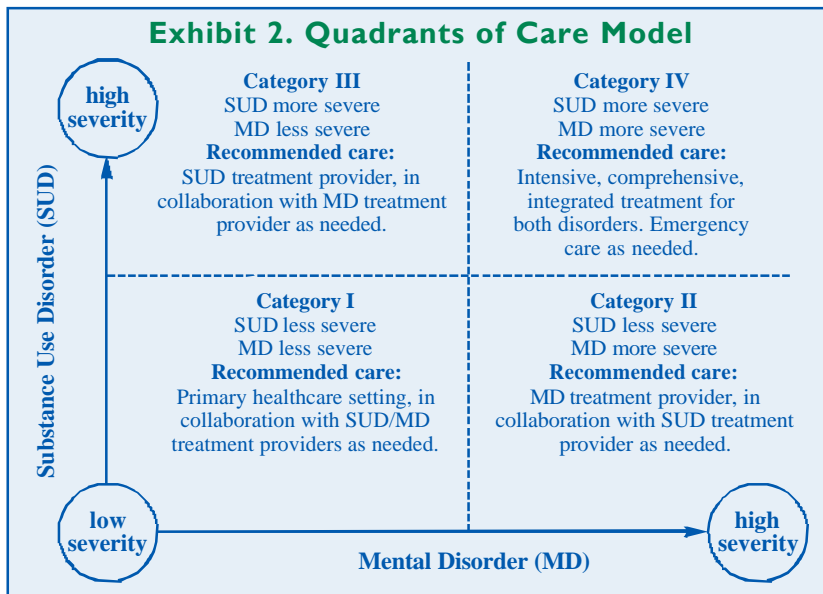 Exhibit 2. Quadrants of Care Model
high
severity
Substance Use Disorder (SUD)
Category III
SUD more severe
MD less severe
Recommended care:
SUD treatment provider, in
collaboration with MD treatment
provider as needed.
Category IV
SUD more severe
MD more severe
Recommended care:
Intensive, comprehensive,
integrated treatment for
both disorders. Emergency
care as needed.
Category I
SUD less severe
MD less severe
Recommended care:
Primary healthcare setting, in
collaboration with SUD/MD
treatment providers as needed.
Category II
SUD less severe
MD more severe
Recommended care:
MD treatment provider, in
collaboration with SUD treatment
provider as needed.
low
severity
Mental Disorder (MD)
high
severity